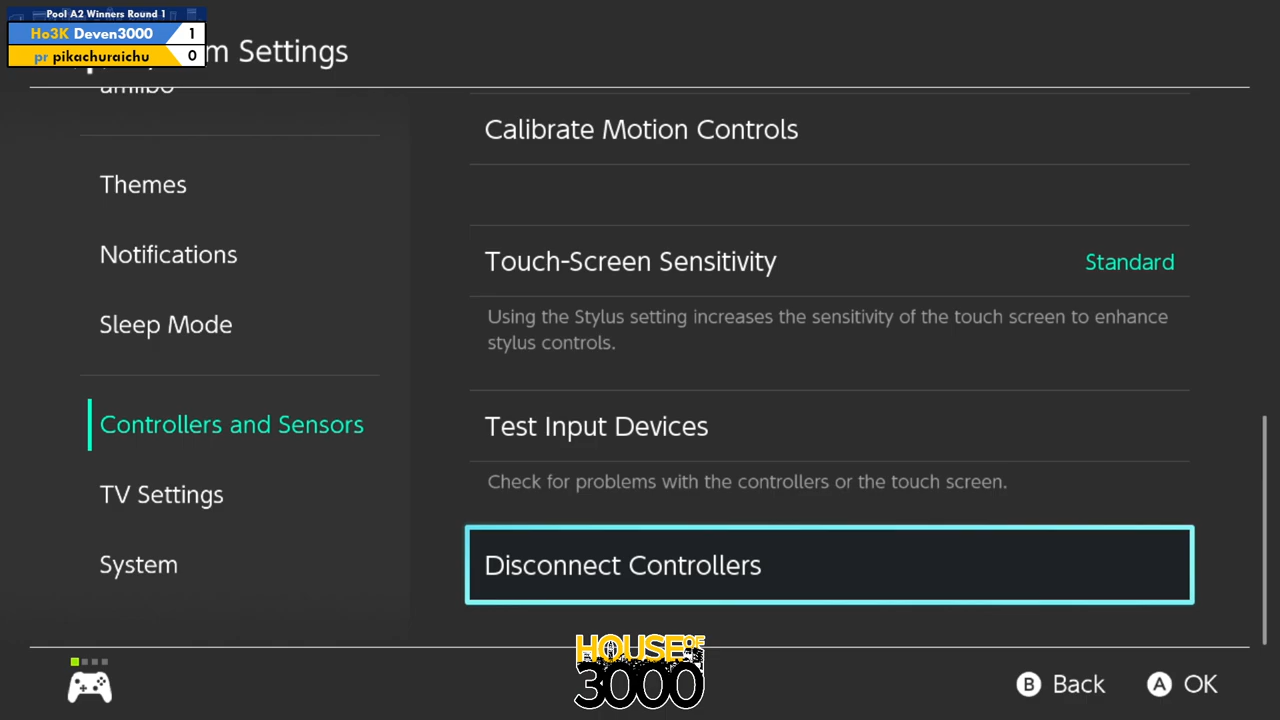 Pool A2 Winners Round 1
Ho3K Deven3000 1
pr pikachuraichu 0
m Settings
amiibo
Themes
Notifications
Sleep Mode
Controllers and Sensors
TV Settings
System
Calibrate Motion Controls
Touch-Screen Sensitivity Standard
Using the Stylus setting increases the sensitivity of the touch screen to enhance
stylus controls.
Test Input Devices
Check for problems with the controllers or the touch screen.
Disconnect Controllers
HOUSE OF
3000
B Back A OK